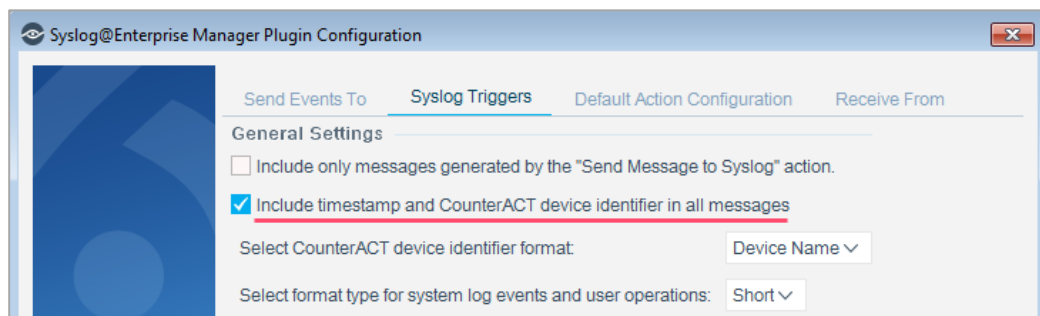 Syslog@Enterprise Manager Plugin Configuration
Send Events To Syslog Triggers Default Action Configuration Receive From
General Settings
Include only messages generated by the "Send Message to Syslog" action.
Include timestamp and CounterACT device identifier in all messages
Select CounterACT device identifier format: Device Name
Select format type for system log events and user operations: Short